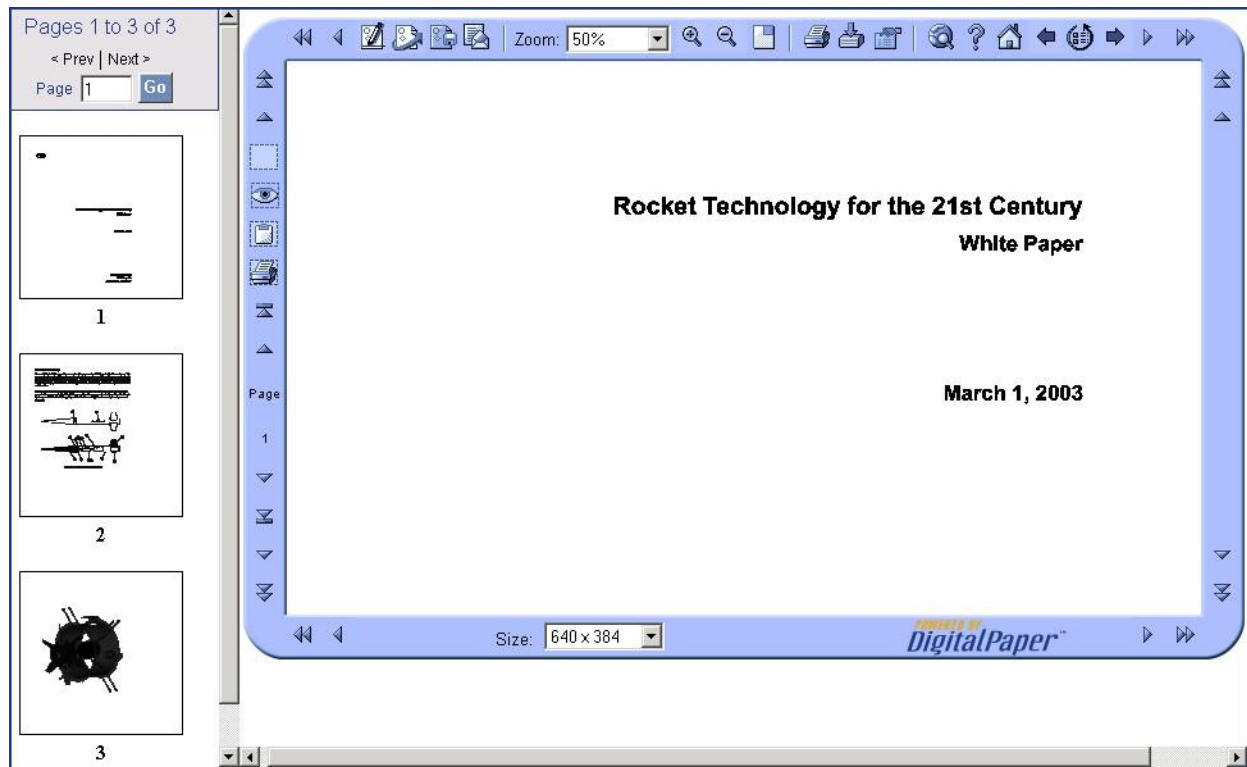 Pages 1 to 3 of 3
< Prev | Next >
Page 1 Go
1
2
3
Zoom: 50%
Rocket Technology for the 21st Century
White Paper
March 1, 2003
Page
1
Size: 640 x 384
POWERED BY
DigitalPaper™